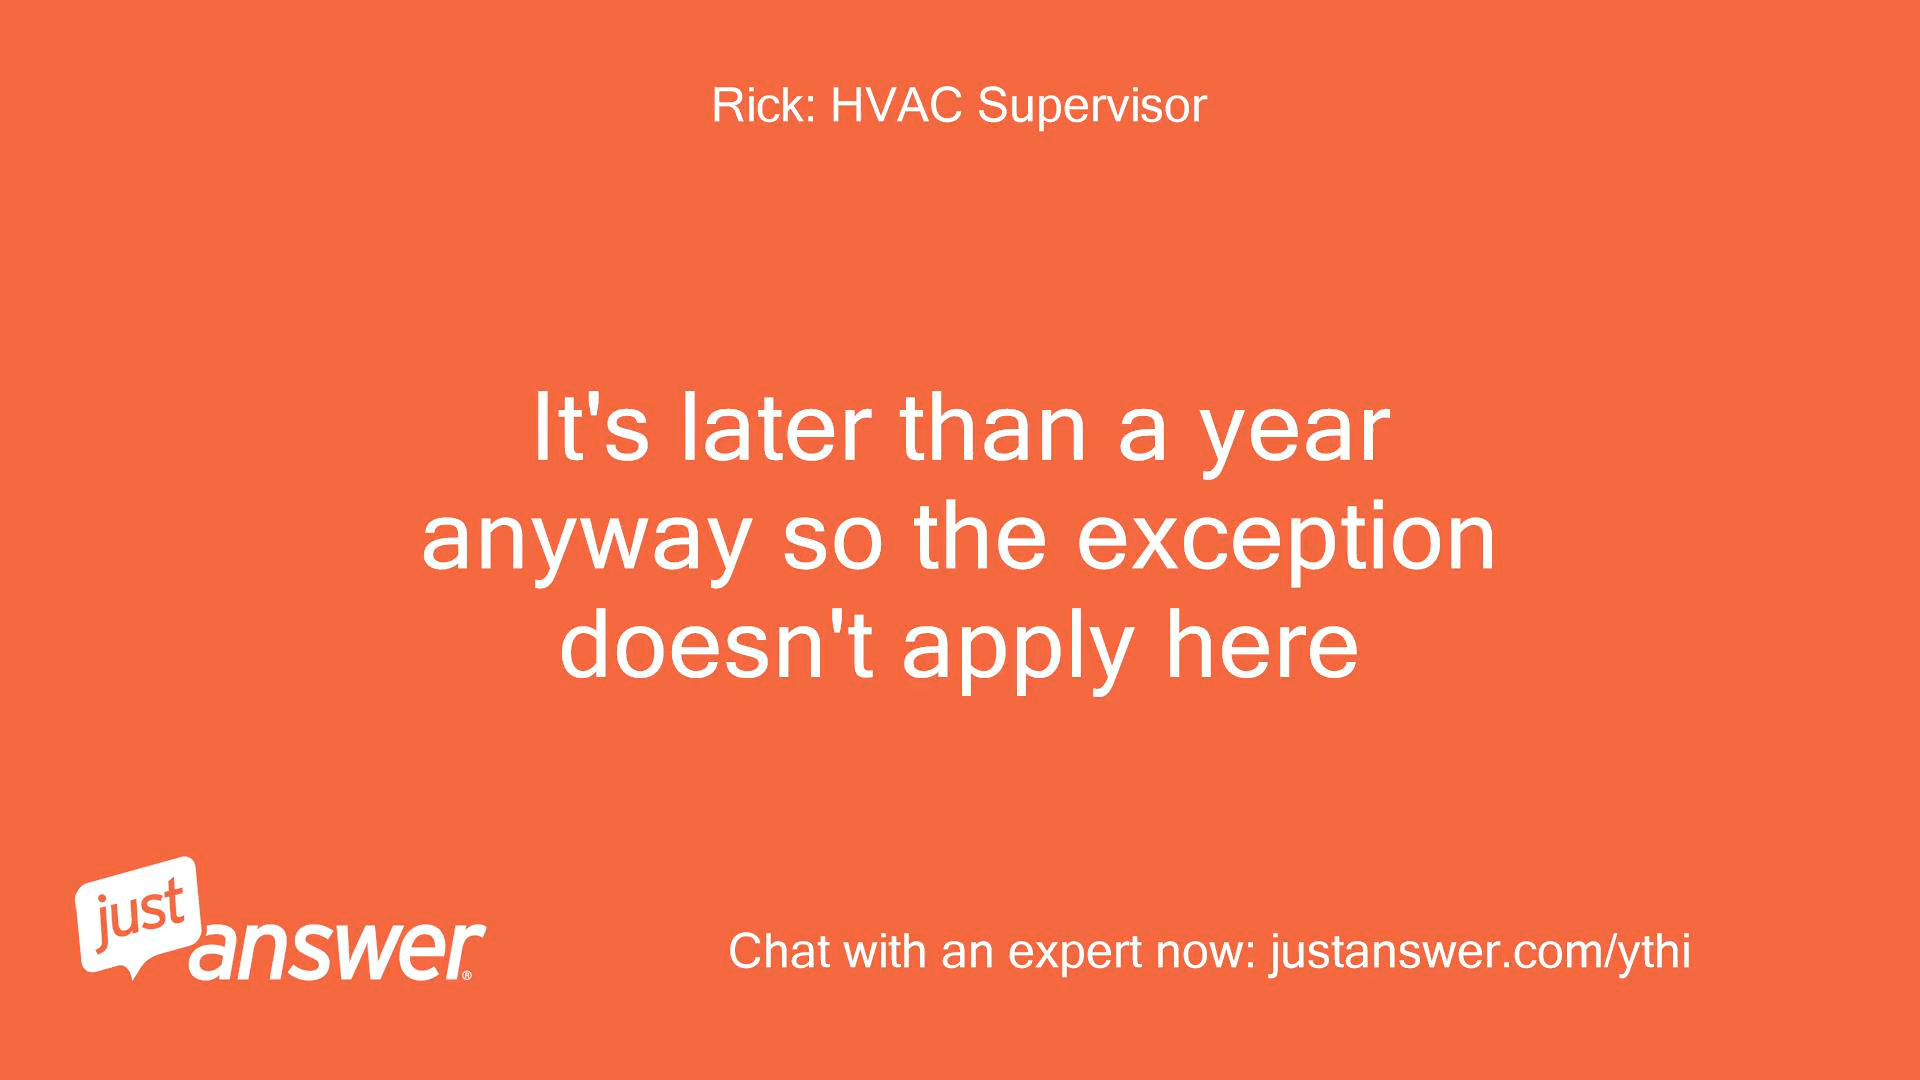 Rick: HVAC Supervisor
It's later than a year
anyway so the exception
doesn't apply here
just
answer®
Chat with an expert now: justanswer.com/ythi